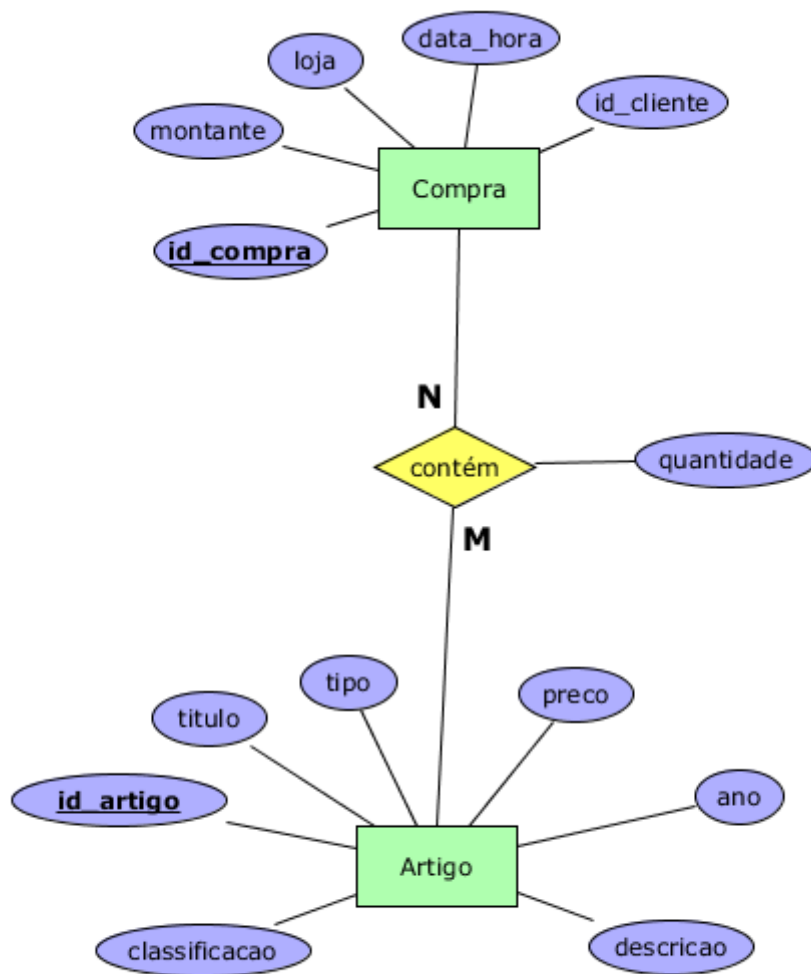 data_hora
loja
id_cliente
montante
Compra
id_compra
N
contém
quantidade
M
tipo
preco
titulo
id_artigo
ano
Artigo
classificacao
descricao